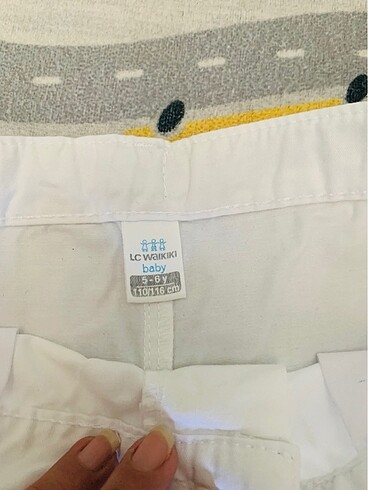 LC WAIKIKI
baby
5-6 y
110/116 cm